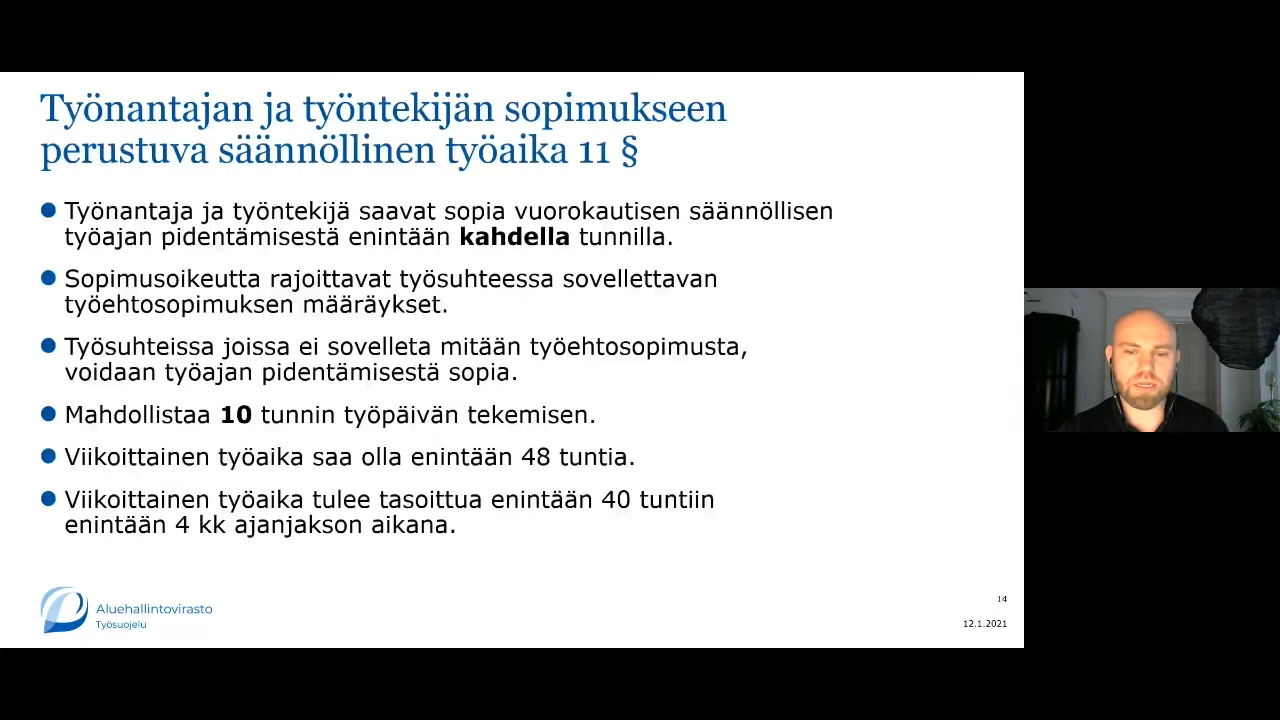 Työnantajan ja työntekijän sopimukseen
perustuva säännöllinen työaika 11 §
Työnantaja ja työntekijä saavat sopia vuorokautisen säännöllisen
työajan pidentämisestä enintään kahdella tunnilla.
Sopimusoikeutta rajoittavat työsuhteessa sovellettavan
työehtosopimuksen määräykset.
Työsuhteissa joissa ei sovelleta mitään työehtosopimusta,
voidaan työajan pidentämisestä sopia.
Mahdollistaa 10 tunnin työpäivän tekemisen.
Viikoittainen työaika saa olla enintään 48 tuntia.
Viikoittainen työaika tulee tasoittua enintään 40 tuntiin
enintään 4 kk ajanjakson aikana.
Aluehallintovirasto
Työsuojelu
14
12.1.2021